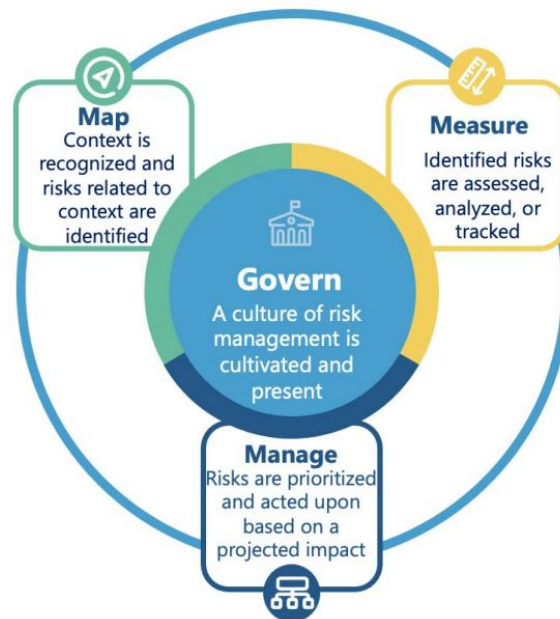 Map
Context is
recognized and
risks related to
context are
identified
Measure
Identified risks
are assessed,
analyzed, or
tracked
Govern
A culture of risk
management is
cultivated and
present
Manage
Risks are prioritized
and acted upon
based on a
projected impact